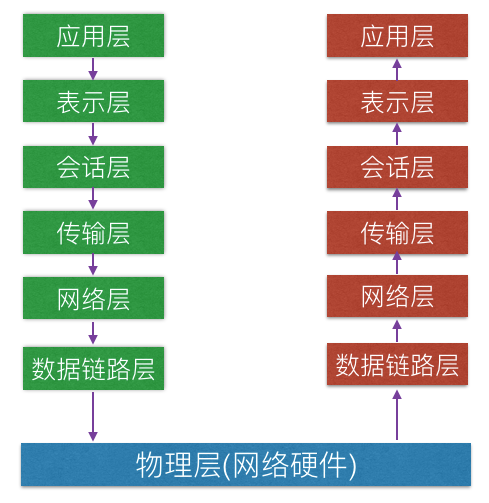 应用层
应用层
表示层
表示层
会话层
会话层
传输层
传输层
网络层
网络层
数据链路层
数据链路层
物理层(网络硬件)